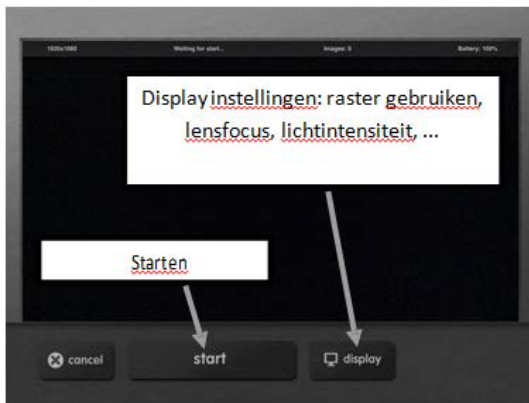 1920x1080 Waiting for start... Images: 0 Battery: 100%
Display instellingen: raster gebruiken,
lensfocus, lichtintensiteit, ...
Starten
cancel start display